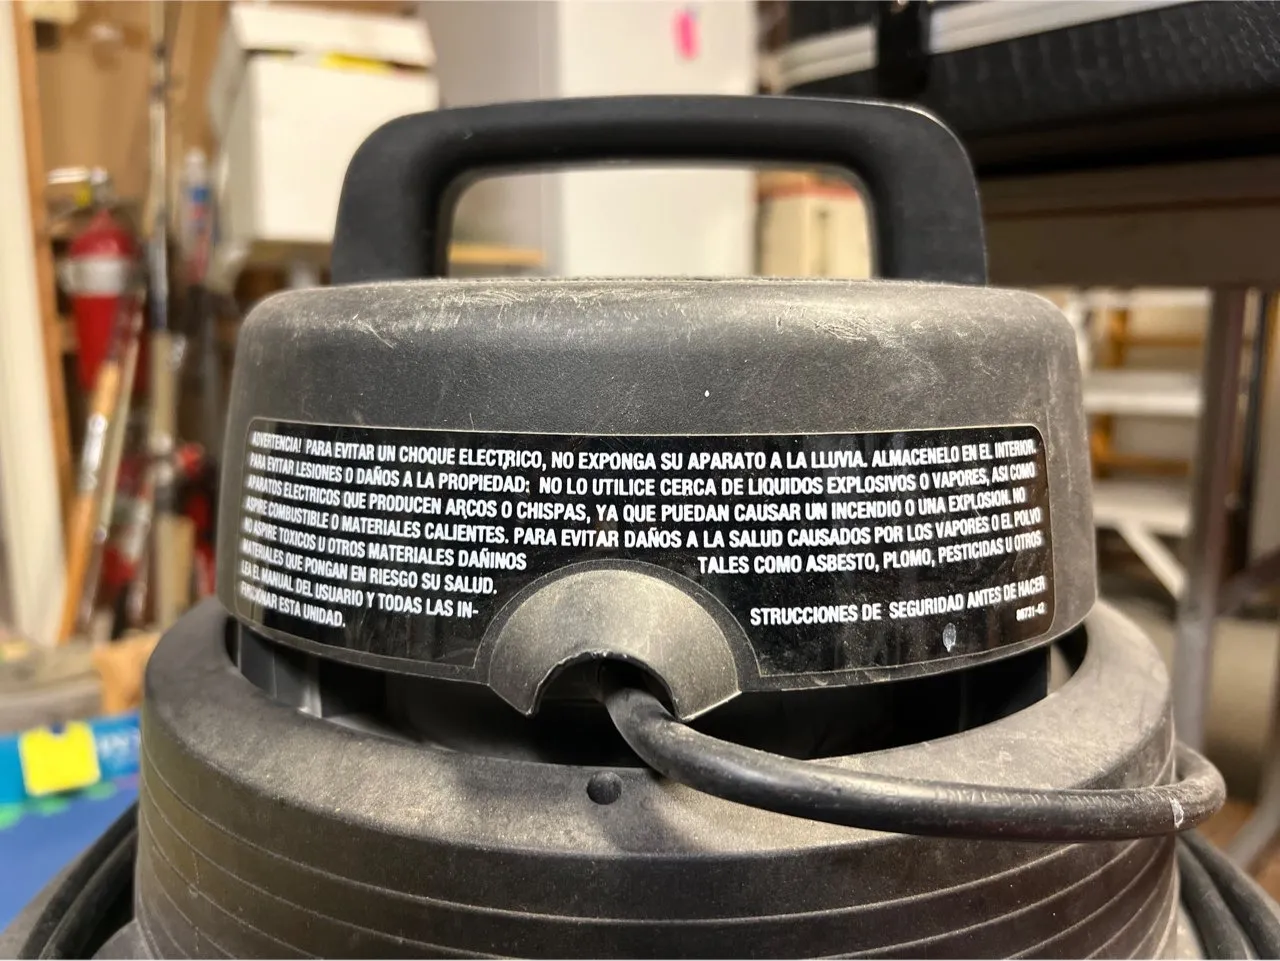 ADVERTENCIA! PARA EVITAR UN CHOQUE ELECTRICO, NO EXPONGA SU APARATO A LA LLUVIA. ALMACENELO EN EL INTERIOR.
PARA EVITAR LESIONES O DAÑOS A LA PROPIEDAD: NO LO UTILICE CERCA DE LIQUIDOS EXPLOSIVOS O VAPORES, ASI COMO
APARATOS ELECTRICOS QUE PRODUCEN ARCOS O CHISPAS, YA QUE PUEDAN CAUSAR UN INCENDIO O UNA EXPLOSION. NO
ASPIRE COMBUSTIBLE O MATERIALES CALIENTES. PARA EVITAR DAÑOS A LA SALUD CAUSADOS POR LOS VAPORES O EL POLVO
NO ASPIRE TOXICOS U OTROS MATERIALES DAÑINOS TALES COMO ASBESTO, PLOMO, PESTICIDAS U OTROS
MATERIALES QUE PONGAN EN RIESGO SU SALUD.
LEA EL MANUAL DEL USUARIO Y TODAS LAS IN- STRUCCIONES DE SEGURIDAD ANTES DE HACER
FUNCIONAR ESTA UNIDAD.